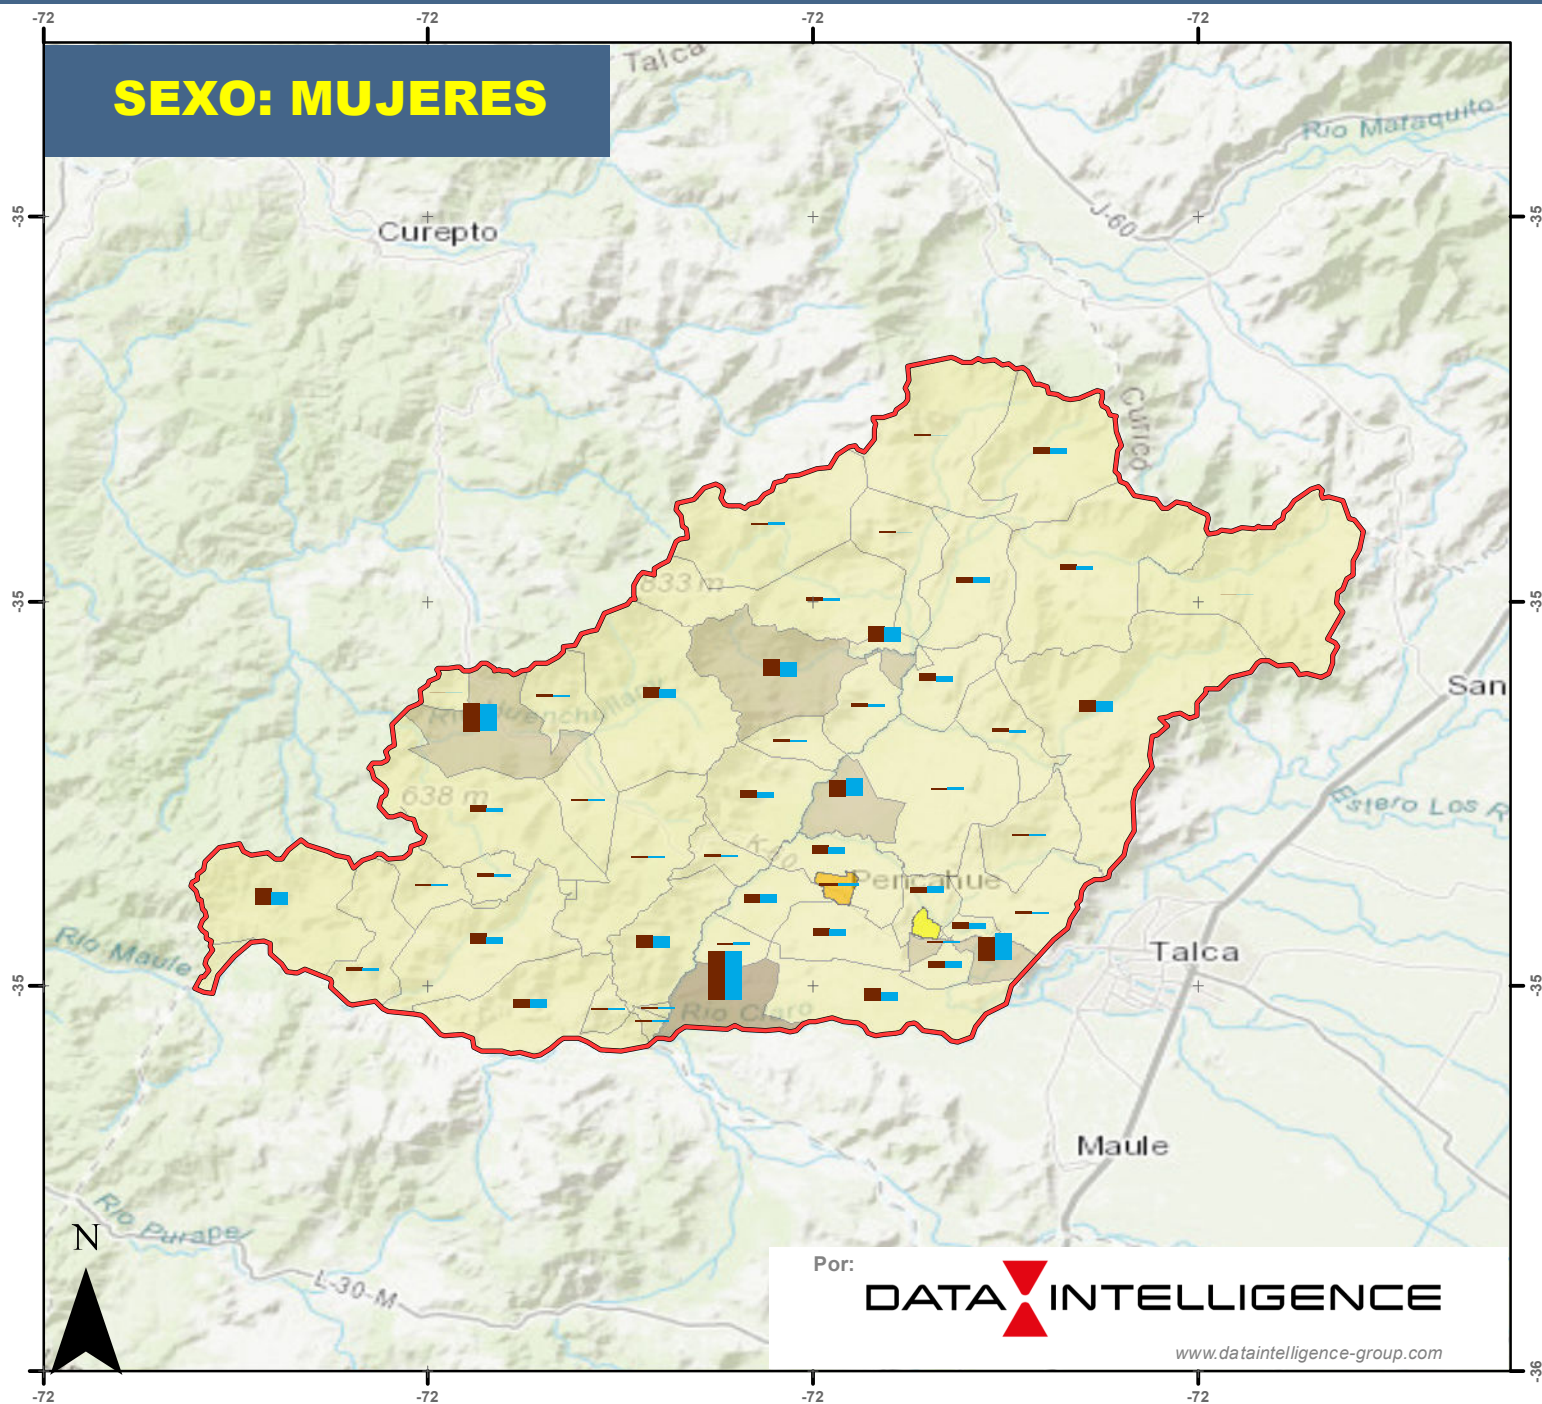 -72
-72
-72
-72
SEXO: MUJERES
Talca
Río Mataquito
J-60
-35
-35
Curepto
Curicó
633 m
-35
-35
San
638 m
Estero Los R
K-60
Pencahue
Río Maule
Talca
-35
-35
Río Claro
Maule
Río Purape
N
L-30-M
Por:
DATA INTELLIGENCE
www.dataintelligence-group.com
-36
-72
-72
-72
-72